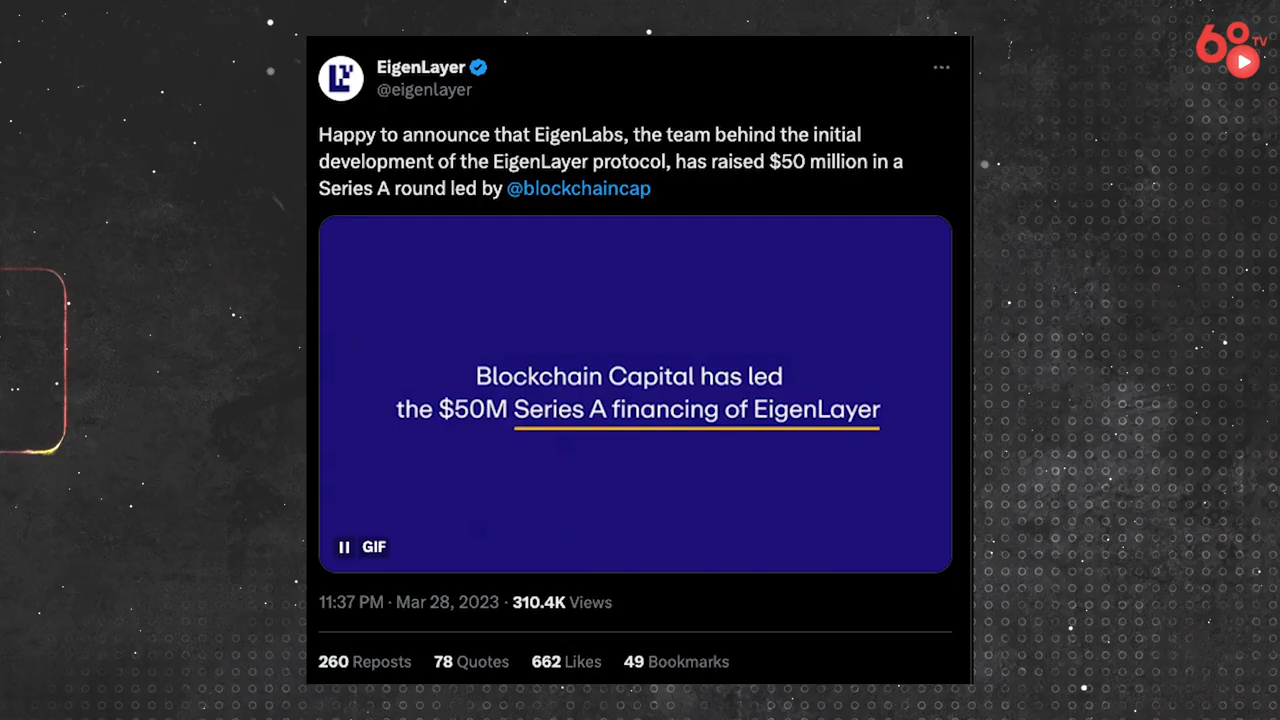 68
TV
EigenLayer
@eigenlayer
Happy to announce that EigenLabs, the team behind the initial
development of the EigenLayer protocol, has raised $50 million in a
Series A round led by @blockchaincap
Blockchain Capital has led
the $50M Series A financing of EigenLayer
GIF
11:37 PM · Mar 28, 2023 · 310.4K Views
260 Reposts 78 Quotes 662 Likes 49 Bookmarks